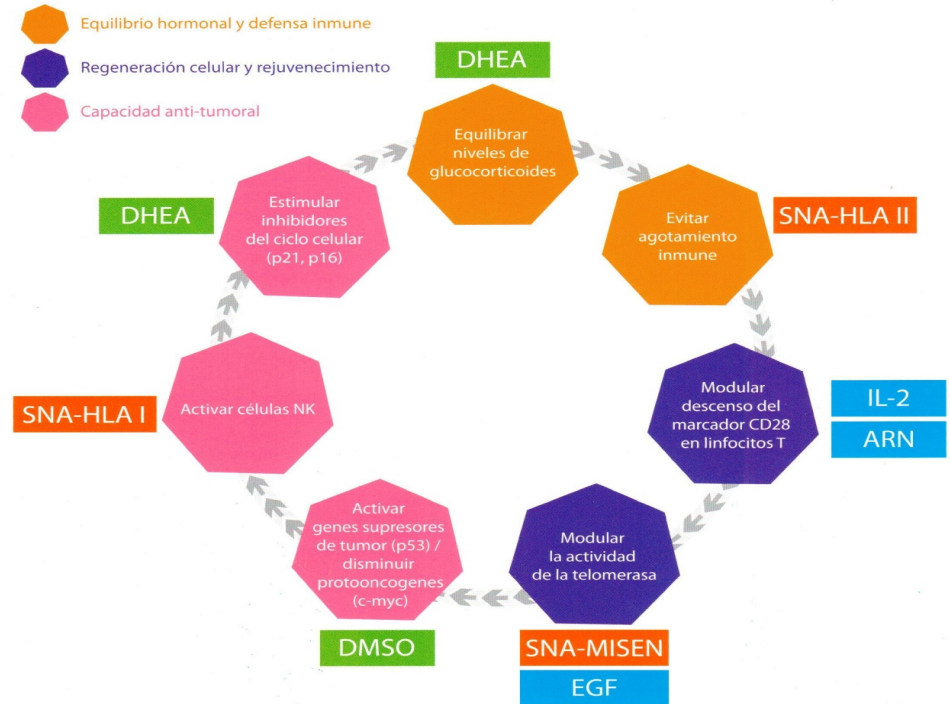 Equilibrio hormonal y defensa inmune
Regeneración celular y rejuvenecimiento
Capacidad anti-tumoral
DHEA
Equilibrar
niveles de
glucocorticoides
SNA-HLA II
Evitar
agotamiento
inmune
IL-2
ARN
Modular
descenso del
marcador CD28
en linfocitos T
Modular
la actividad
de la telomerasa
SNA-MISEN
EGF
Activar
genes supresores
de tumor (p53) /
disminuir
protooncogenes
(c-myc)
DMSO
SNA-HLA I
Activar células NK
DHEA
Estimular
inhibidores
del ciclo celular
(p21, p16)